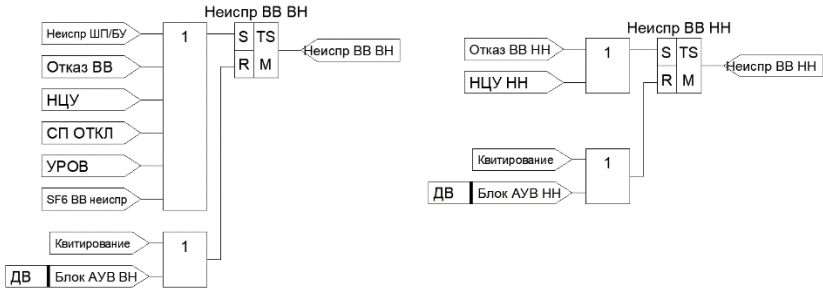 Неиспр ВВ ВН
Неиспр ШП/БУ
1
S TS
Отказ ВВ
R M
Неиспр ВВ ВН
НЦУ
СП ОТКЛ
УРОВ
SF6 ВВ неиспр
Квитирование
1
ДВ Блок АУВ ВН
Неиспр ВВ НН
Отказ ВВ НН
1
S TS
НЦУ НН
R M
Неиспр ВВ НН
Квитирование
1
ДВ Блок АУВ НН